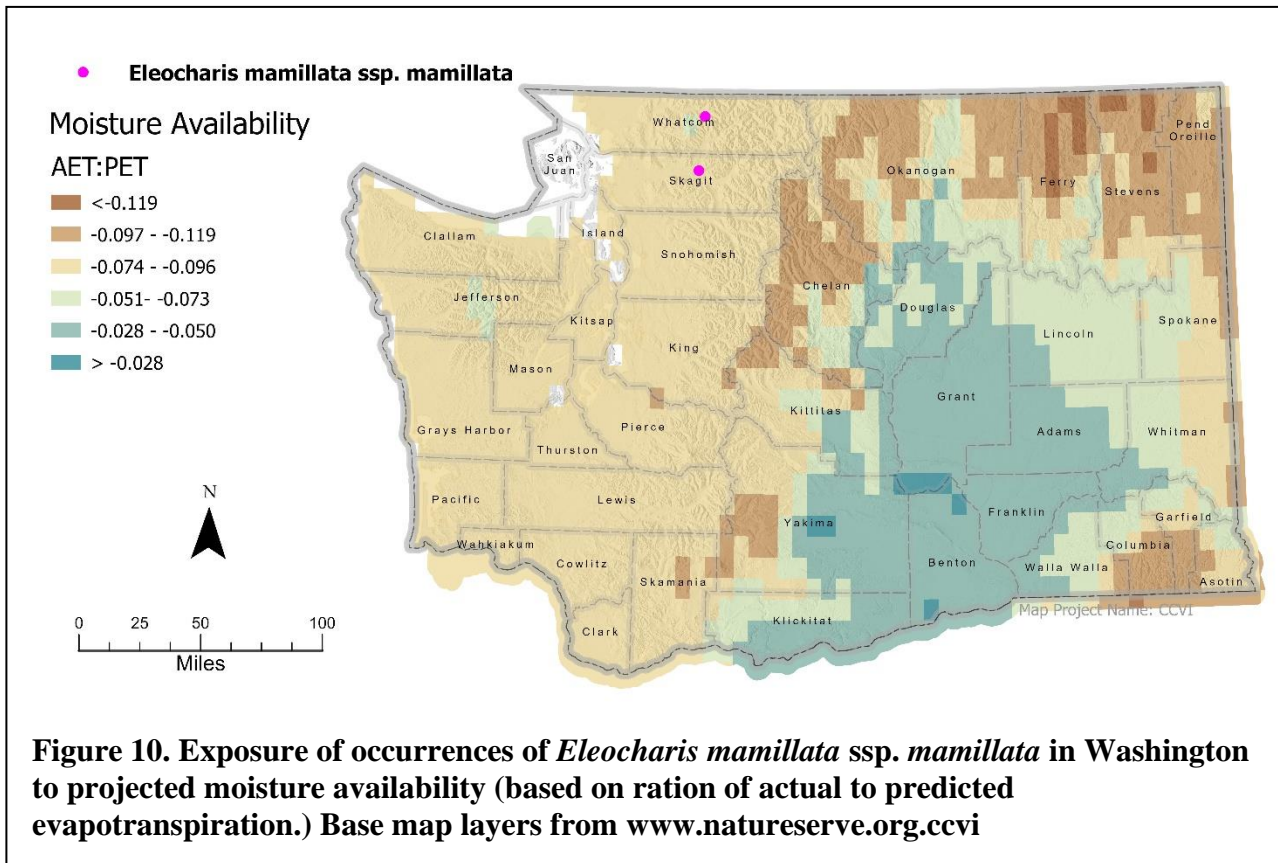 Eleocharis mamillata ssp. mamillata
Moisture Availability
AET:PET
<-0.119
-0.097 - -0.119
-0.074 - -0.096
-0.051- -0.073
-0.028 - -0.050
> -0.028
Whatcom
San
Juan
Skagit
Okanogan
Ferry
Stevens
Pend
Oreille
Clallam
Island
Snohomish
Chelan
Douglas
Jefferson
Kitsap
King
Lincoln
Spokane
Mason
Grant
Kittitas
Grays Harbor
Pierce
Adams
Whitman
Thurston
Pacific
Lewis
Yakima
Franklin
Garfield
Wahkiakum
Columbia
Cowlitz
Skamania
Benton
Walla Walla
Asotin
Klickitat
Clark
Map Project Name: CCVI
N
0 25 50 100
Miles
Figure 10. Exposure of occurrences of Eleocharis mamillata ssp. mamillata in Washington
to projected moisture availability (based on ration of actual to predicted
evapotranspiration.) Base map layers from www.natureserve.org.ccvi